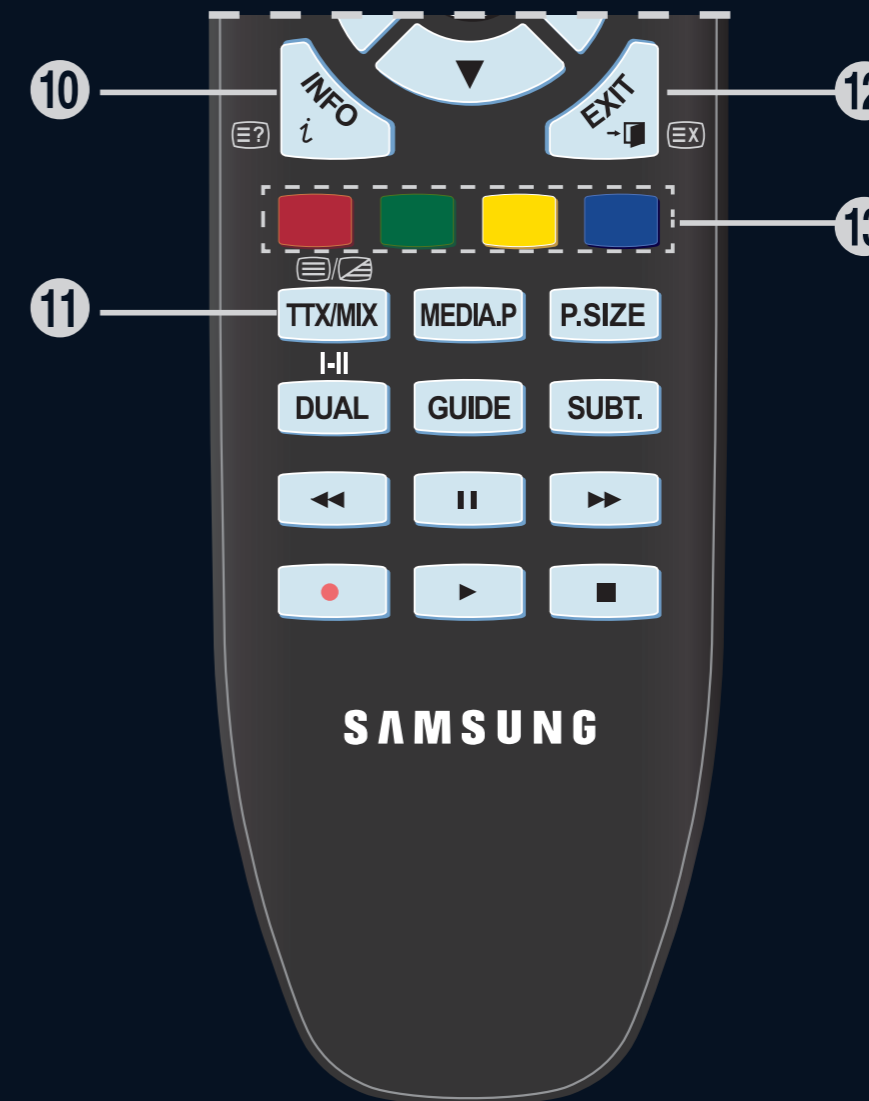 10
INFO
i
EXIT
12
13
11
TTX/MIX MEDIA.P P.SIZE
I-II
DUAL GUIDE SUBT.
SAMSUNG